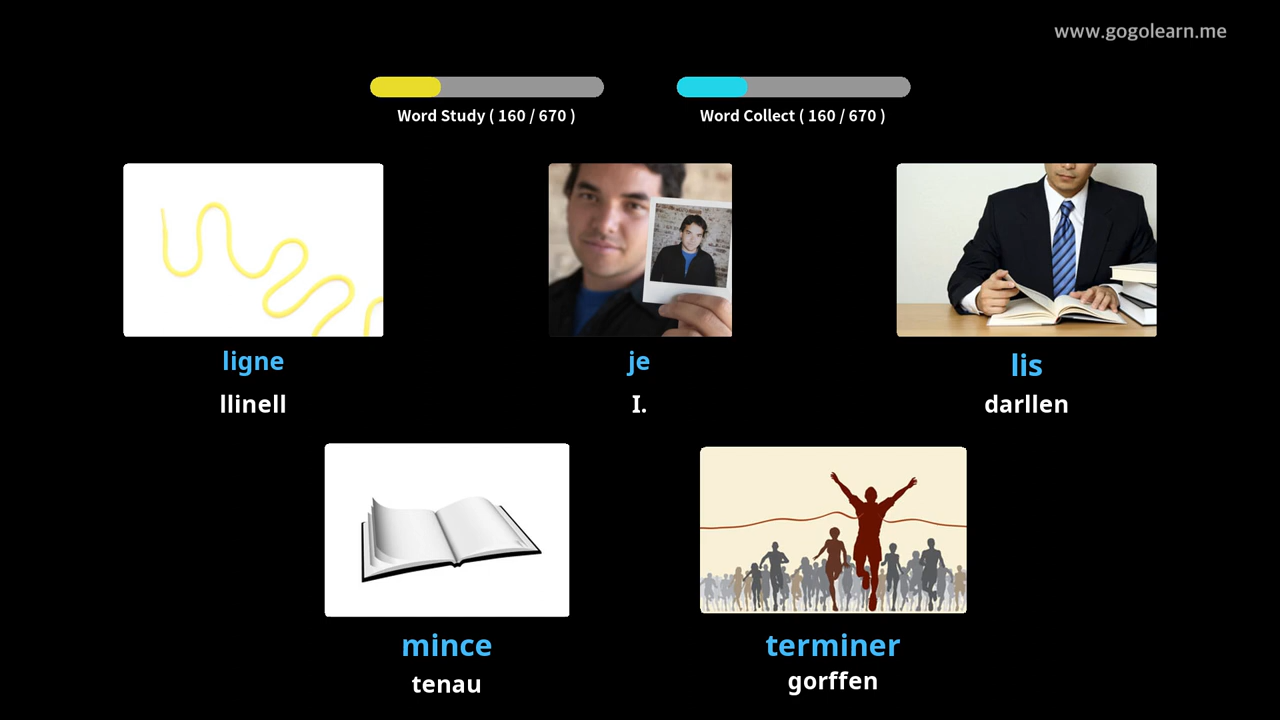 www.gogolearn.me
Word Study ( 160 / 670 )
Word Collect ( 160 / 670 )
ligne
llinell
je
I.
lis
darllen
mince
tenau
terminer
gorffen